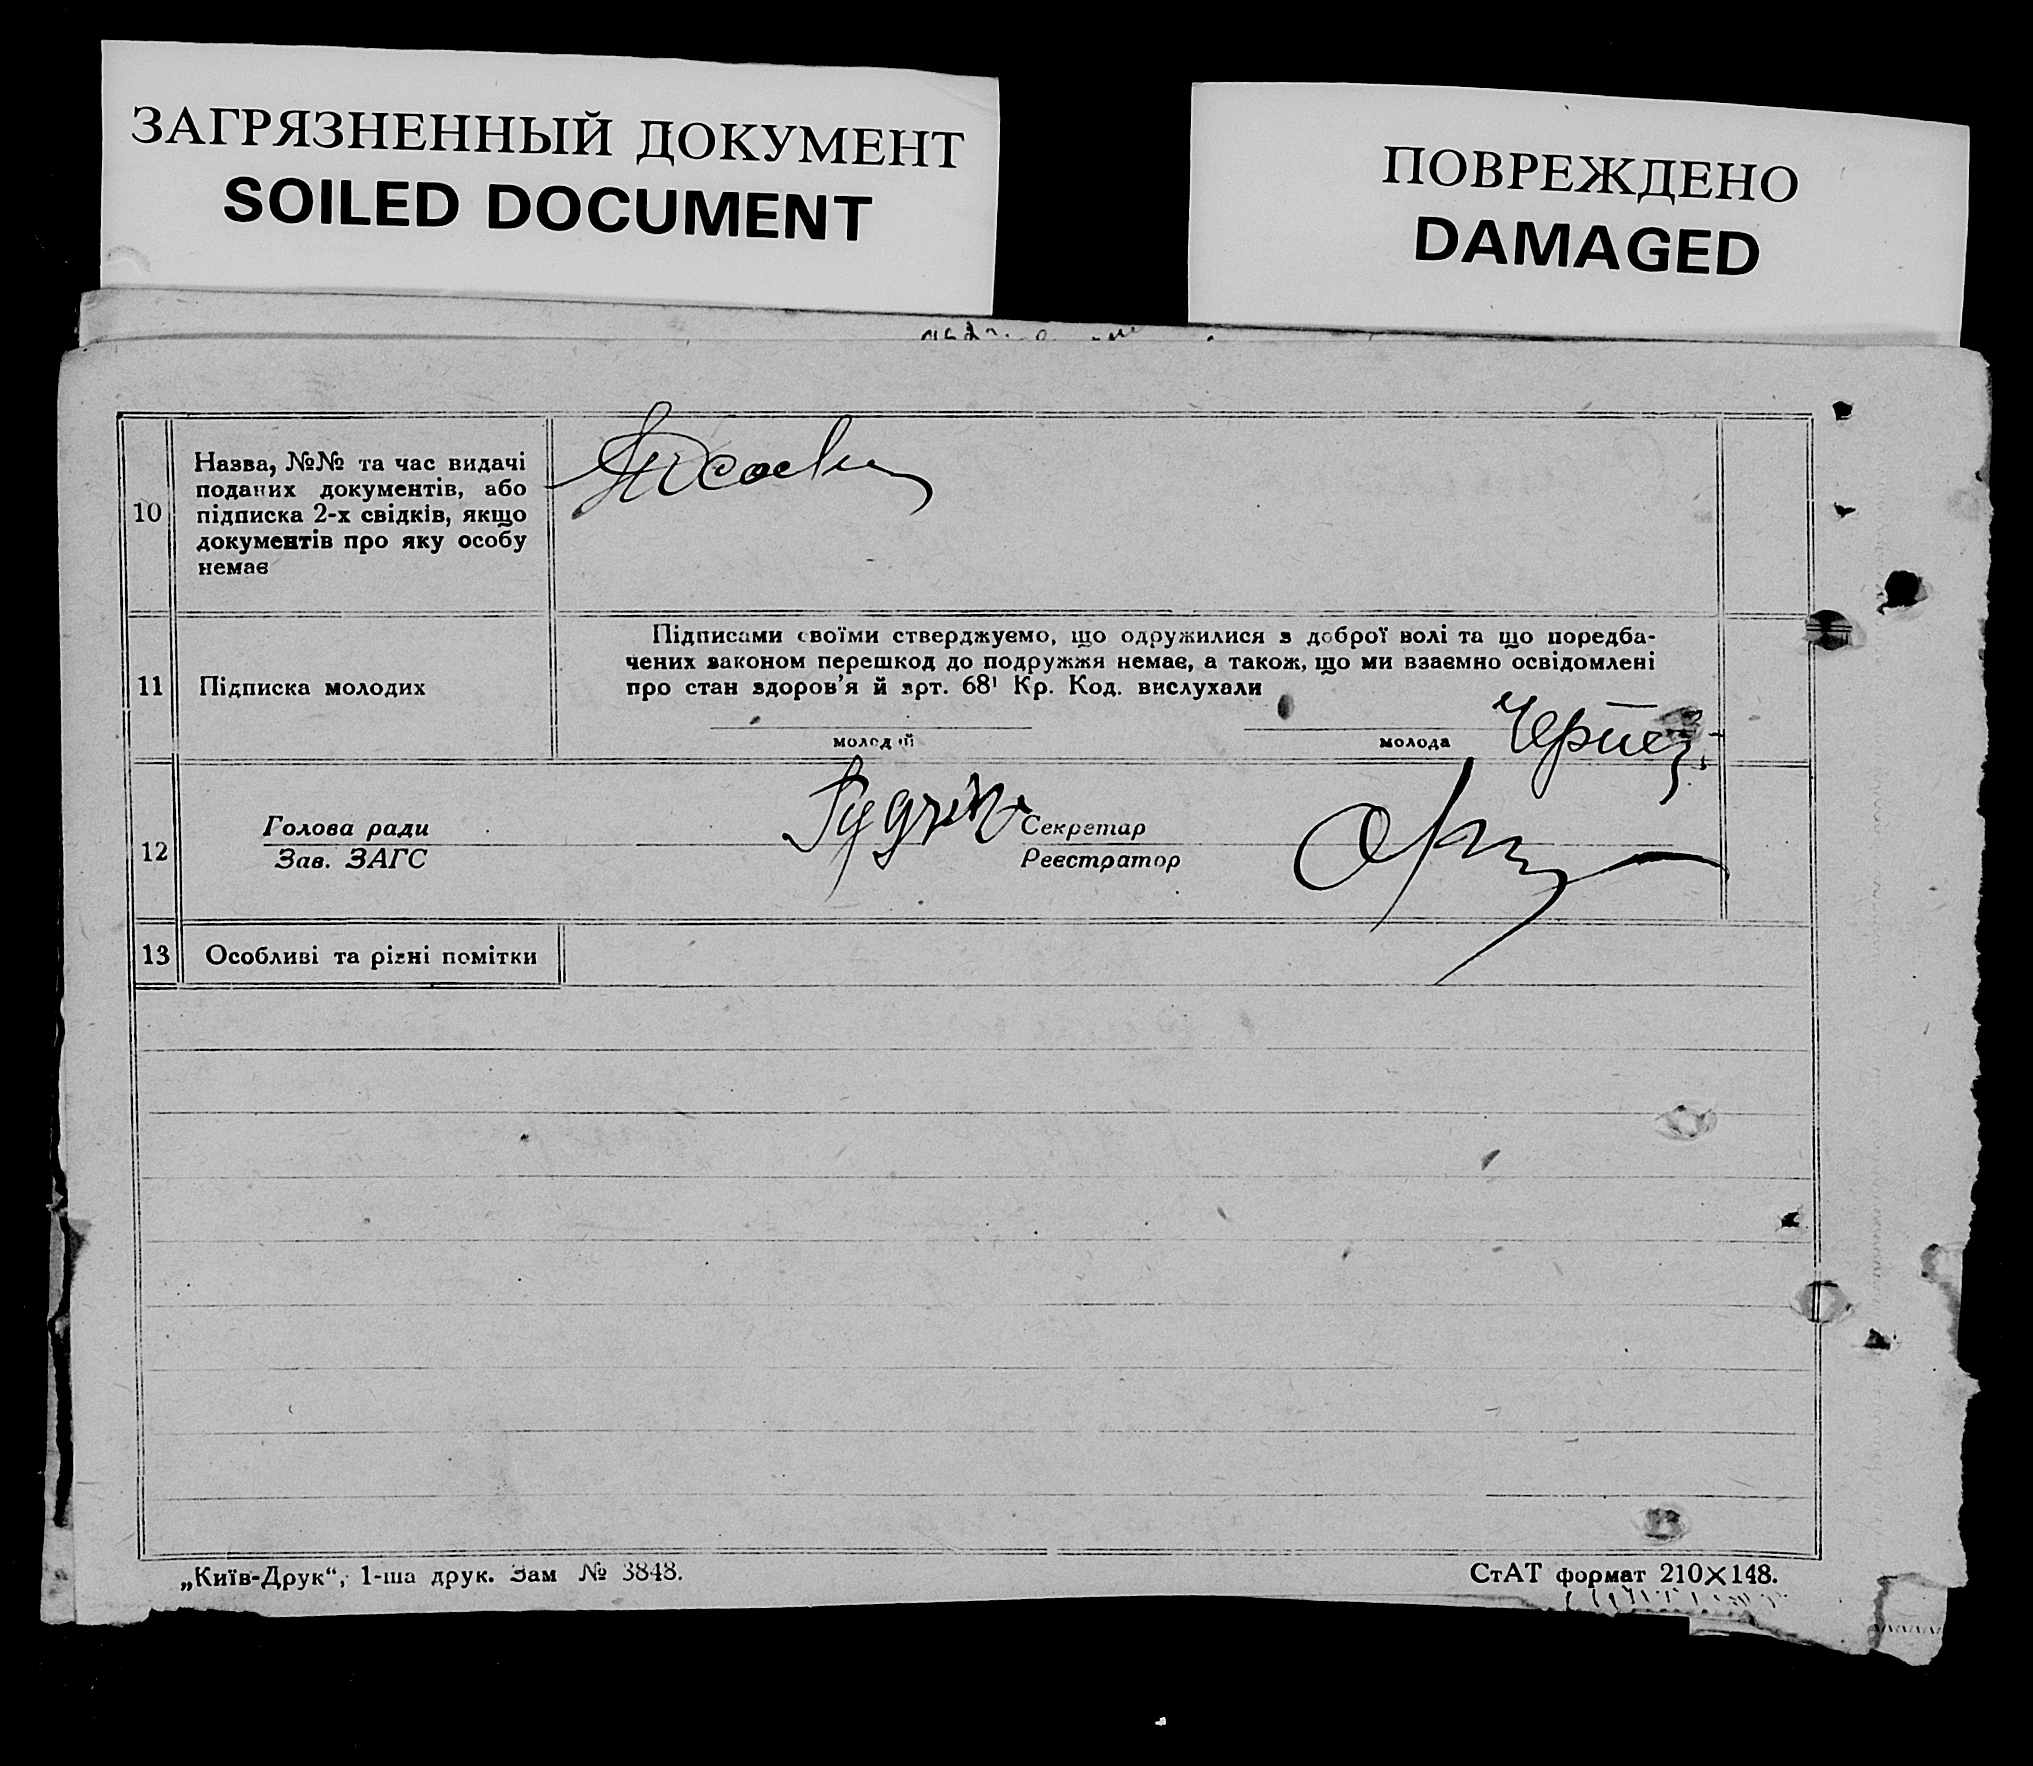 ЗАГРЯЗНЕННЫЙ ДОКУМЕНТ
SOILED DOCUMENT
ПОВРЕЖДЕНО
DAMAGED
10
Назва, №№ та час видачі
поданих документів, або
підписка 2-х свідків, якщо
документів про яку особу
немає
11
Підписка молодих
Підписами своїми стверджуємо, що одружилися з доброї волі та що передба-
чених законом перешкод до подружжя немає, а також, що ми взаємно освідомлені
про стан здоров'я й арт. 68¹ Кр. Код. вислухали
молодий
молода
12
Голова ради
Зав. ЗАГС
Секретар
Реєстратор
13
Особливі та різні помітки
„Київ-Друк“, 1-ша друк. Зам № 3848.
СтАТ формат 210×148.